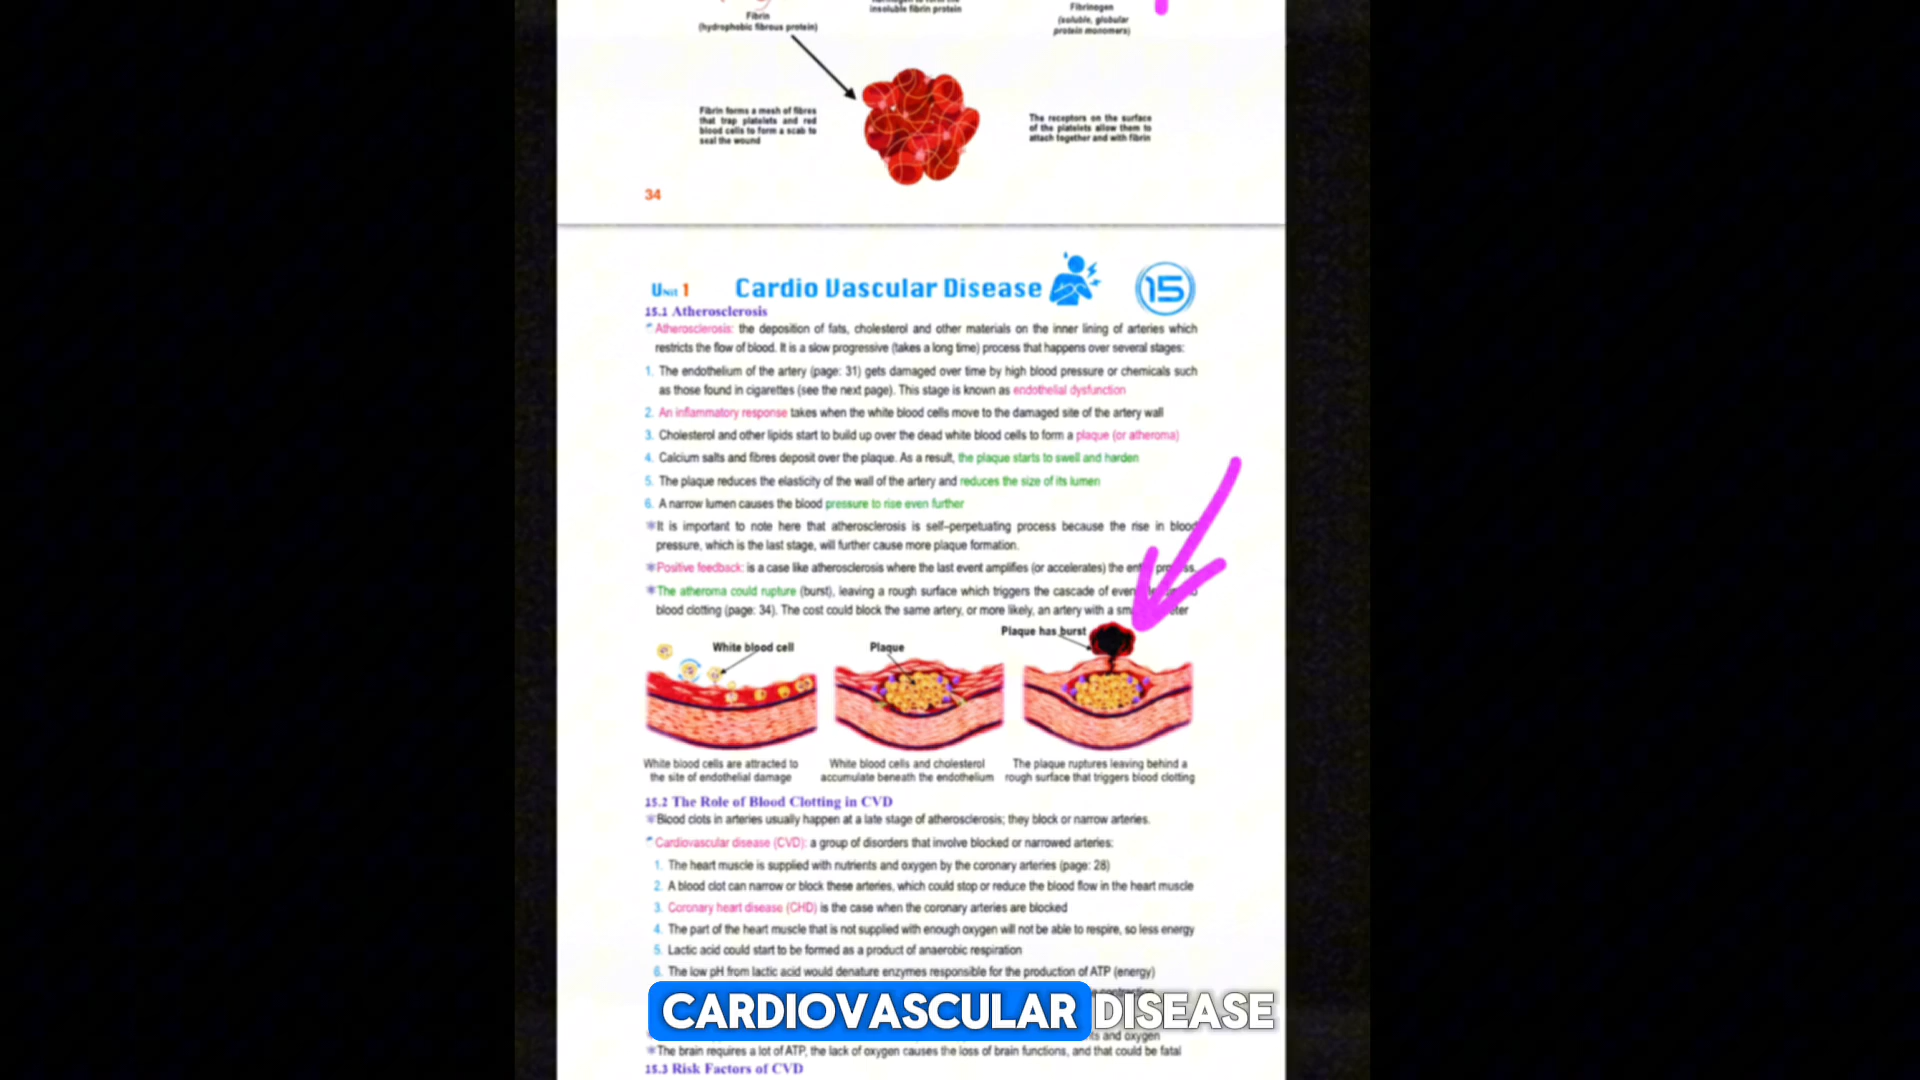 Fibrin
(hydrophobic fibrous protein)
insoluble fibrin protein
Fibrinogen
(soluble, globular
protein monomers)
Fibrin forms a mesh of fibres
that trap platelets and red
blood cells to form a scab to
seal the wound
The receptors on the surface
of the platelets allow them to
attach together and with fibrin
34
Unit 1 Cardio Vascular Disease 15
15.1 Atherosclerosis
Atherosclerosis: the deposition of fats, cholesterol and other materials on the inner lining of arteries which
restricts the flow of blood. It is a slow progressive (takes a long time) process that happens over several stages:
1. The endothelium of the artery (page: 31) gets damaged over time by high blood pressure or chemicals such
as those found in cigarettes (see the next page). This stage is known as endothelial dysfunction
2. An inflammatory response takes when the white blood cells move to the damaged site of the artery wall
3. Cholesterol and other lipids start to build up over the dead white blood cells to form a plaque (or atheroma)
4. Calcium salts and fibres deposit over the plaque. As a result, the plaque starts to swell and harden
5. The plaque reduces the elasticity of the wall of the artery and reduces the size of its lumen
6. A narrow lumen causes the blood pressure to rise even further
*It is important to note here that atherosclerosis is self-perpetuating process because the rise in blood
pressure, which is the last stage, will further cause more plaque formation.
*Positive feedback: is a case like atherosclerosis where the last event amplifies (or accelerates) the
*The atheroma could rupture (burst), leaving a rough surface which triggers the cascade of
blood clotting (page: 34). The cost could block the same artery, or more likely, an artery with a
Plaque has burst
White blood cell
Plaque
White blood cells are attracted to
the site of endothelial damage
White blood cells and cholesterol
accumulate beneath the endothelium
The plaque ruptures leaving behind a
rough surface that triggers blood clotting
15.2 The Role of Blood Clotting in CVD
*Blood clots in arteries usually happen at a late stage of atherosclerosis; they block or narrow arteries.
Cardiovascular disease (CVD): a group of disorders that involve blocked or narrowed arteries:
1. The heart muscle is supplied with nutrients and oxygen by the coronary arteries (page: 28)
2. A blood clot can narrow or block these arteries, which could stop or reduce the blood flow in the heart muscle
3. Coronary heart disease (CHD) is the case when the coronary arteries are blocked
4. The part of the heart muscle that is not supplied with enough oxygen will not be able to respire, so less energy
5. Lactic acid could start to be formed as a product of anaerobic respiration
6. The low pH from lactic acid would denature enzymes responsible for the production of ATP (energy)
CARDIOVASCULAR DISEASE
and oxygen
*The brain requires a lot of ATP, the lack of oxygen causes the loss of brain functions, and that could be fatal
15.3 Risk Factors of CVD